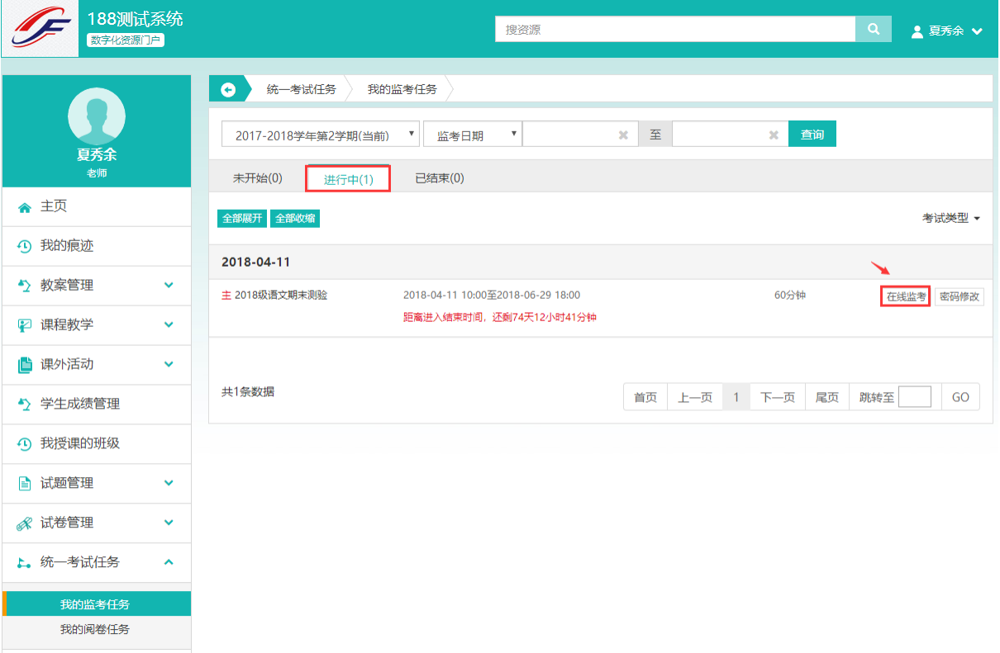 188测试系统
数字化资源门户
搜资源
夏秀余
夏秀余
老师
主页
我的痕迹
教案管理
课程教学
课外活动
学生成绩管理
我授课的班级
试题管理
试卷管理
统一考试任务
我的监考任务
我的阅卷任务
统一考试任务 我的监考任务
2017-2018学年第2学期(当前) 监考日期 至 查询
未开始(0) 进行中(1) 已结束(0)
全部展开 全部收缩 考试类型
2018-04-11
主 2018级语文期末测验 2018-04-11 10:00至2018-06-29 18:00 60分钟 在线监考 密码修改
距离进入结束时间，还剩74天12小时41分钟
共1条数据 首页 上一页 1 下一页 尾页 跳转至 GO